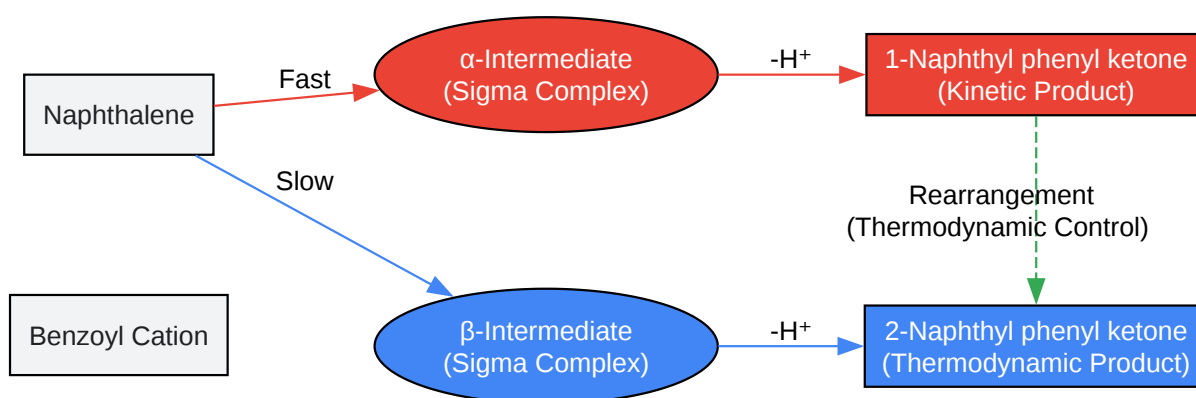 Naphthalene
Fast
α-Intermediate
(Sigma Complex)
-H⁺
1-Naphthyl phenyl ketone
(Kinetic Product)
Slow
Rearrangement
(Thermodynamic Control)
Benzoyl Cation
β-Intermediate
(Sigma Complex)
-H⁺
2-Naphthyl phenyl ketone
(Thermodynamic Product)